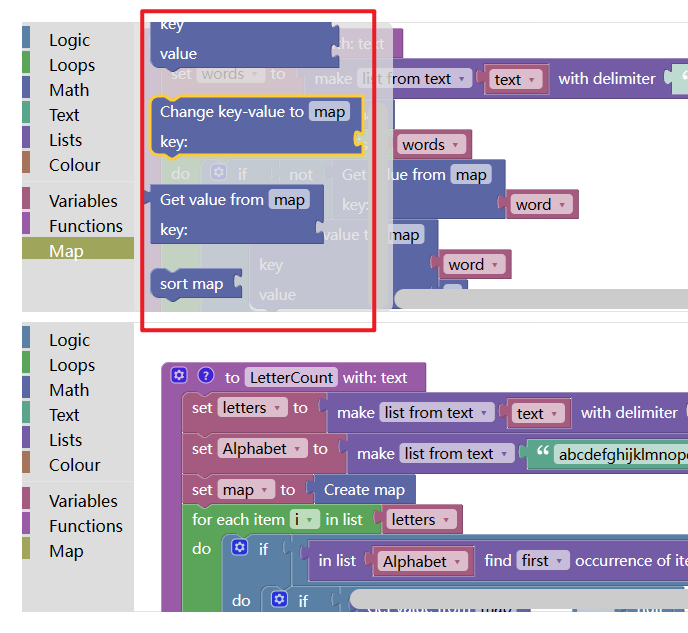 Logic
Loops
Math
Text
Lists
Colour
Variables
Functions
Map
key
value
Change key-value to map
key:
Get value from map
key:
sort map
ch: text
set words to make list from text text with delimiter “
words
do if not Get value from map
key:
word
value to map
key
word
value
Logic
Loops
Math
Text
Lists
Colour
Variables
Functions
Map
? to LetterCount with: text
set letters to make list from text text with delimiter
set Alphabet to make list from text “ abcdefghijklmnop
set map to Create map
for each item i in list letters
do if in list Alphabet find first occurrence of ite
do if